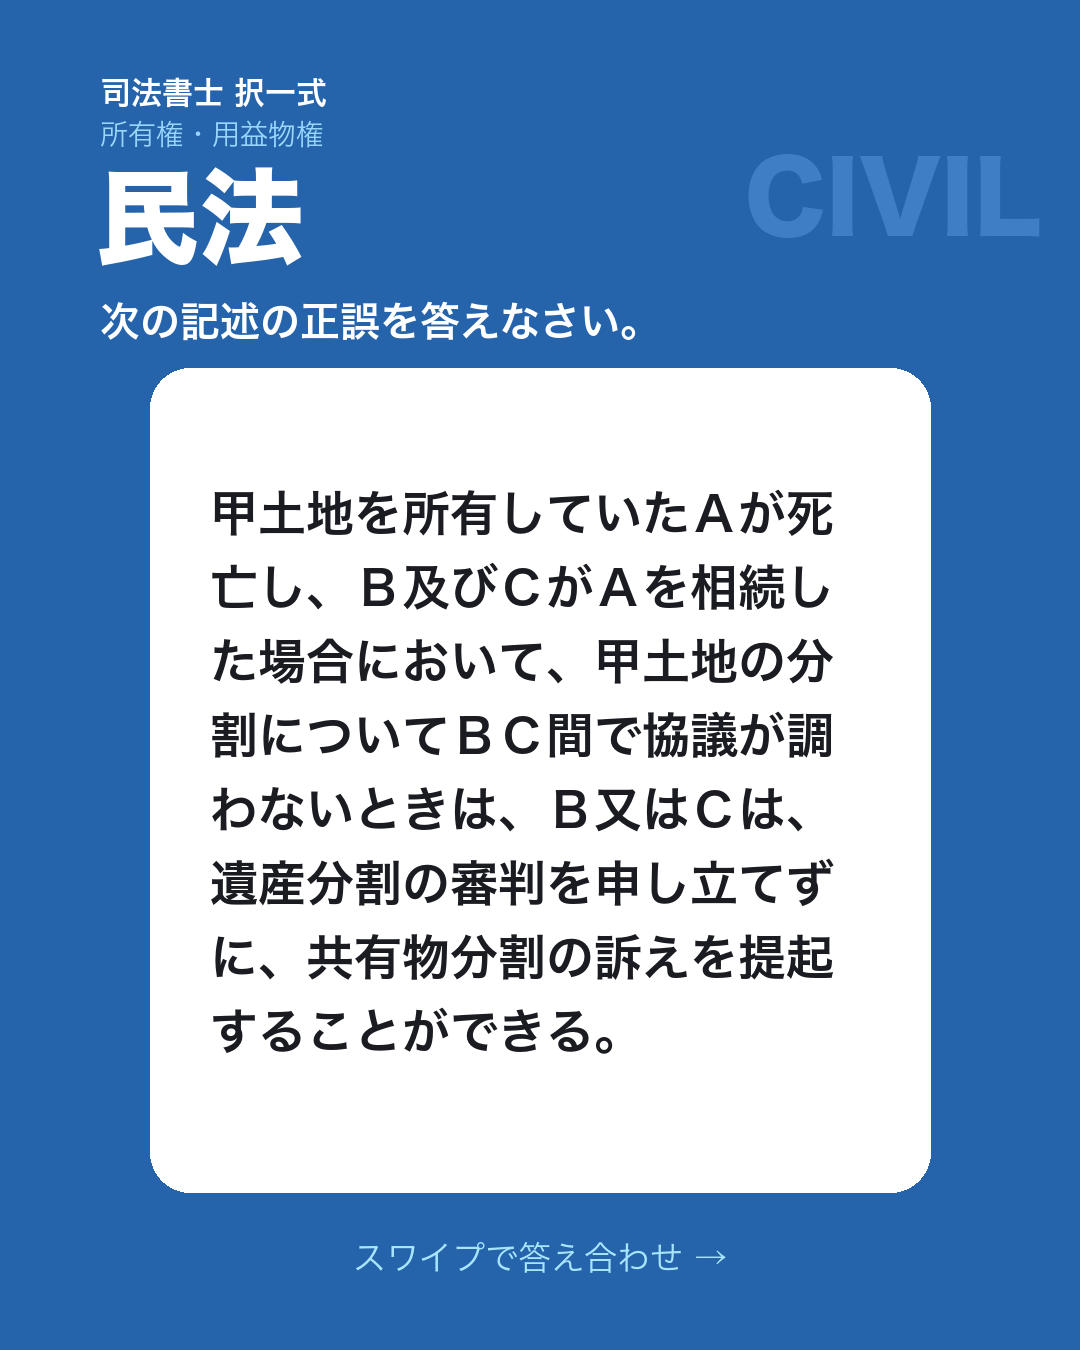 司法書士 択一式
所有権・用益物権
民法
CIVIL
次の記述の正誤を答えなさい。
甲土地を所有していたＡが死
亡し、Ｂ及びＣがＡを相続し
た場合において、甲土地の分
割についてＢＣ間で協議が調
わないときは、Ｂ又はＣは、
遺産分割の審判を申し立てず
に、共有物分割の訴えを提起
することができる。
スワイプで答え合わせ →